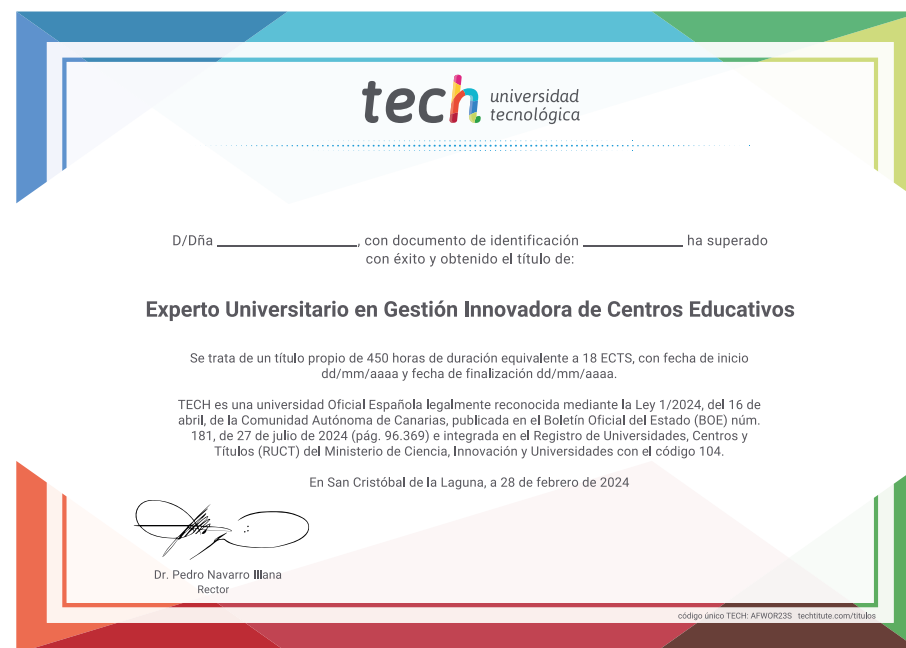 tech universidad
tecnológica
D/Dña ________________, con documento de identificación ____________ ha superado
con éxito y obtenido el título de:
Experto Universitario en Gestión Innovadora de Centros Educativos
Se trata de un título propio de 450 horas de duración equivalente a 18 ECTS, con fecha de inicio
dd/mm/aaaa y fecha de finalización dd/mm/aaaa.
TECH es una universidad Oficial Española legalmente reconocida mediante la Ley 1/2024, del 16 de
abril, de la Comunidad Autónoma de Canarias, publicada en el Boletín Oficial del Estado (BOE) núm.
181, de 27 de julio de 2024 (pág. 96.369) e integrada en el Registro de Universidades, Centros y
Títulos (RUCT) del Ministerio de Ciencia, Innovación y Universidades con el código 104.
En San Cristóbal de la Laguna, a 28 de febrero de 2024
Dr. Pedro Navarro Illana
Rector
código único TECH: AFWOR23S techtitute.com/titulos